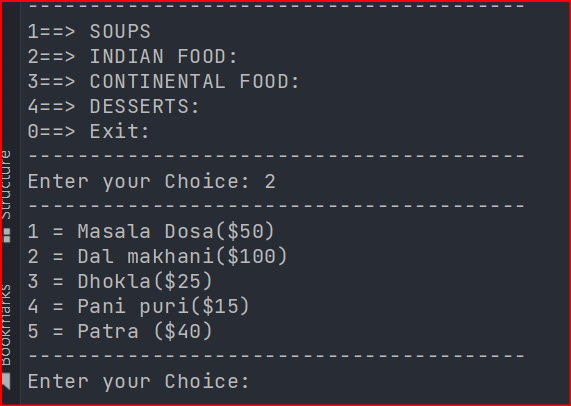 ----------------------------------------
1==> SOUPS
2==> INDIAN FOOD:
3==> CONTINENTAL FOOD:
4==> DESSERTS:
0==> Exit:
----------------------------------------
Enter your Choice: 2
----------------------------------------
1 = Masala Dosa($50)
2 = Dal makhani($100)
3 = Dhokla($25)
4 = Pani puri($15)
5 = Patra ($40)
----------------------------------------
Enter your Choice:
Structure
Bookmarks